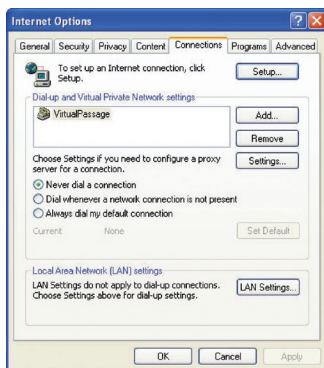 Internet Options
General Security Privacy Content Connections Programs Advanced
To set up an Internet connection, click
Setup.
Setup...
Dial-up and Virtual Private Network settings
VirtualPassage
Add...
Remove
Choose Settings if you need to configure a proxy
server for a connection.
Settings...
Never dial a connection
Dial whenever a network connection is not present
Always dial my default connection
Current None
Set Default
Local Area Network (LAN) settings
LAN Settings do not apply to dial-up connections.
Choose Settings above for dial-up settings.
LAN Settings...
OK Cancel Apply